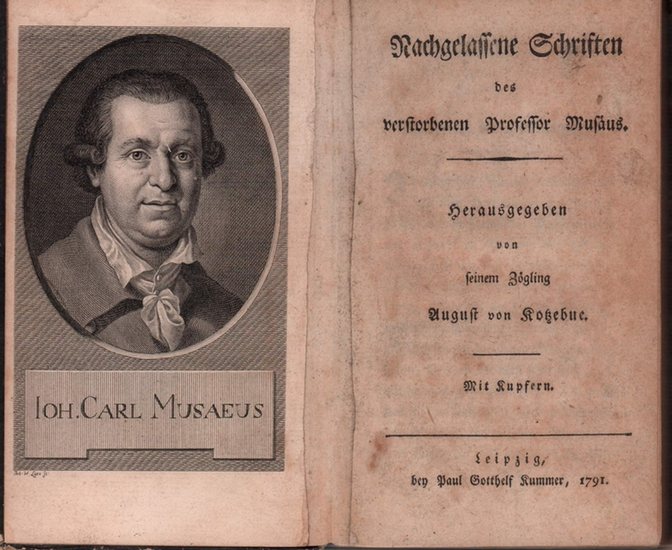 IOH. CARL MUSAEUS
Nachgelassene Schriften
des
verstorbenen Professor Musäus.
Herausgegeben
von
seinem Zögling
August von Kotzebue.
Mit Kupfern.
Leipzig,
bey Paul Gotthelf Kummer, 1791.